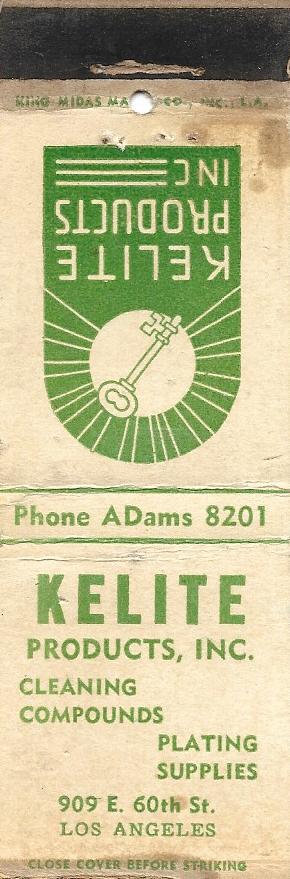 KING MIDAS MA CO., INC., L.A.
KELITE
PRODUCTS
INC
Phone ADams 8201
KELITE
PRODUCTS, INC.
CLEANING
COMPOUNDS
PLATING
SUPPLIES
909 E. 60th St.
LOS ANGELES
CLOSE COVER BEFORE STRIKING